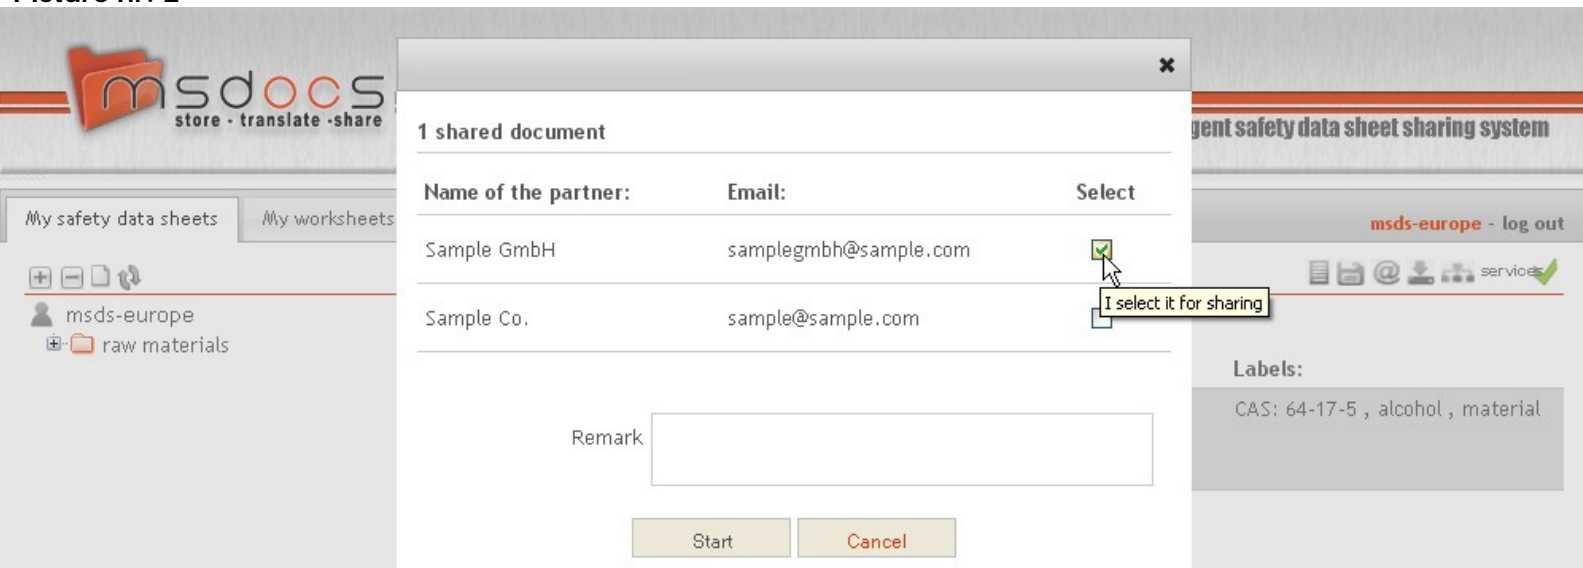 msdocs
store - translate -share
gent safety data sheet sharing system
1 shared document
Name of the partner: Email: Select
My safety data sheets My worksheets
msds-europe - log out
Sample GmbH samplegmbh@sample.com
services
I select it for sharing
msds-europe
Sample Co. sample@sample.com
raw materials
Labels:
CAS: 64-17-5 , alcohol , material
Remark
Start Cancel